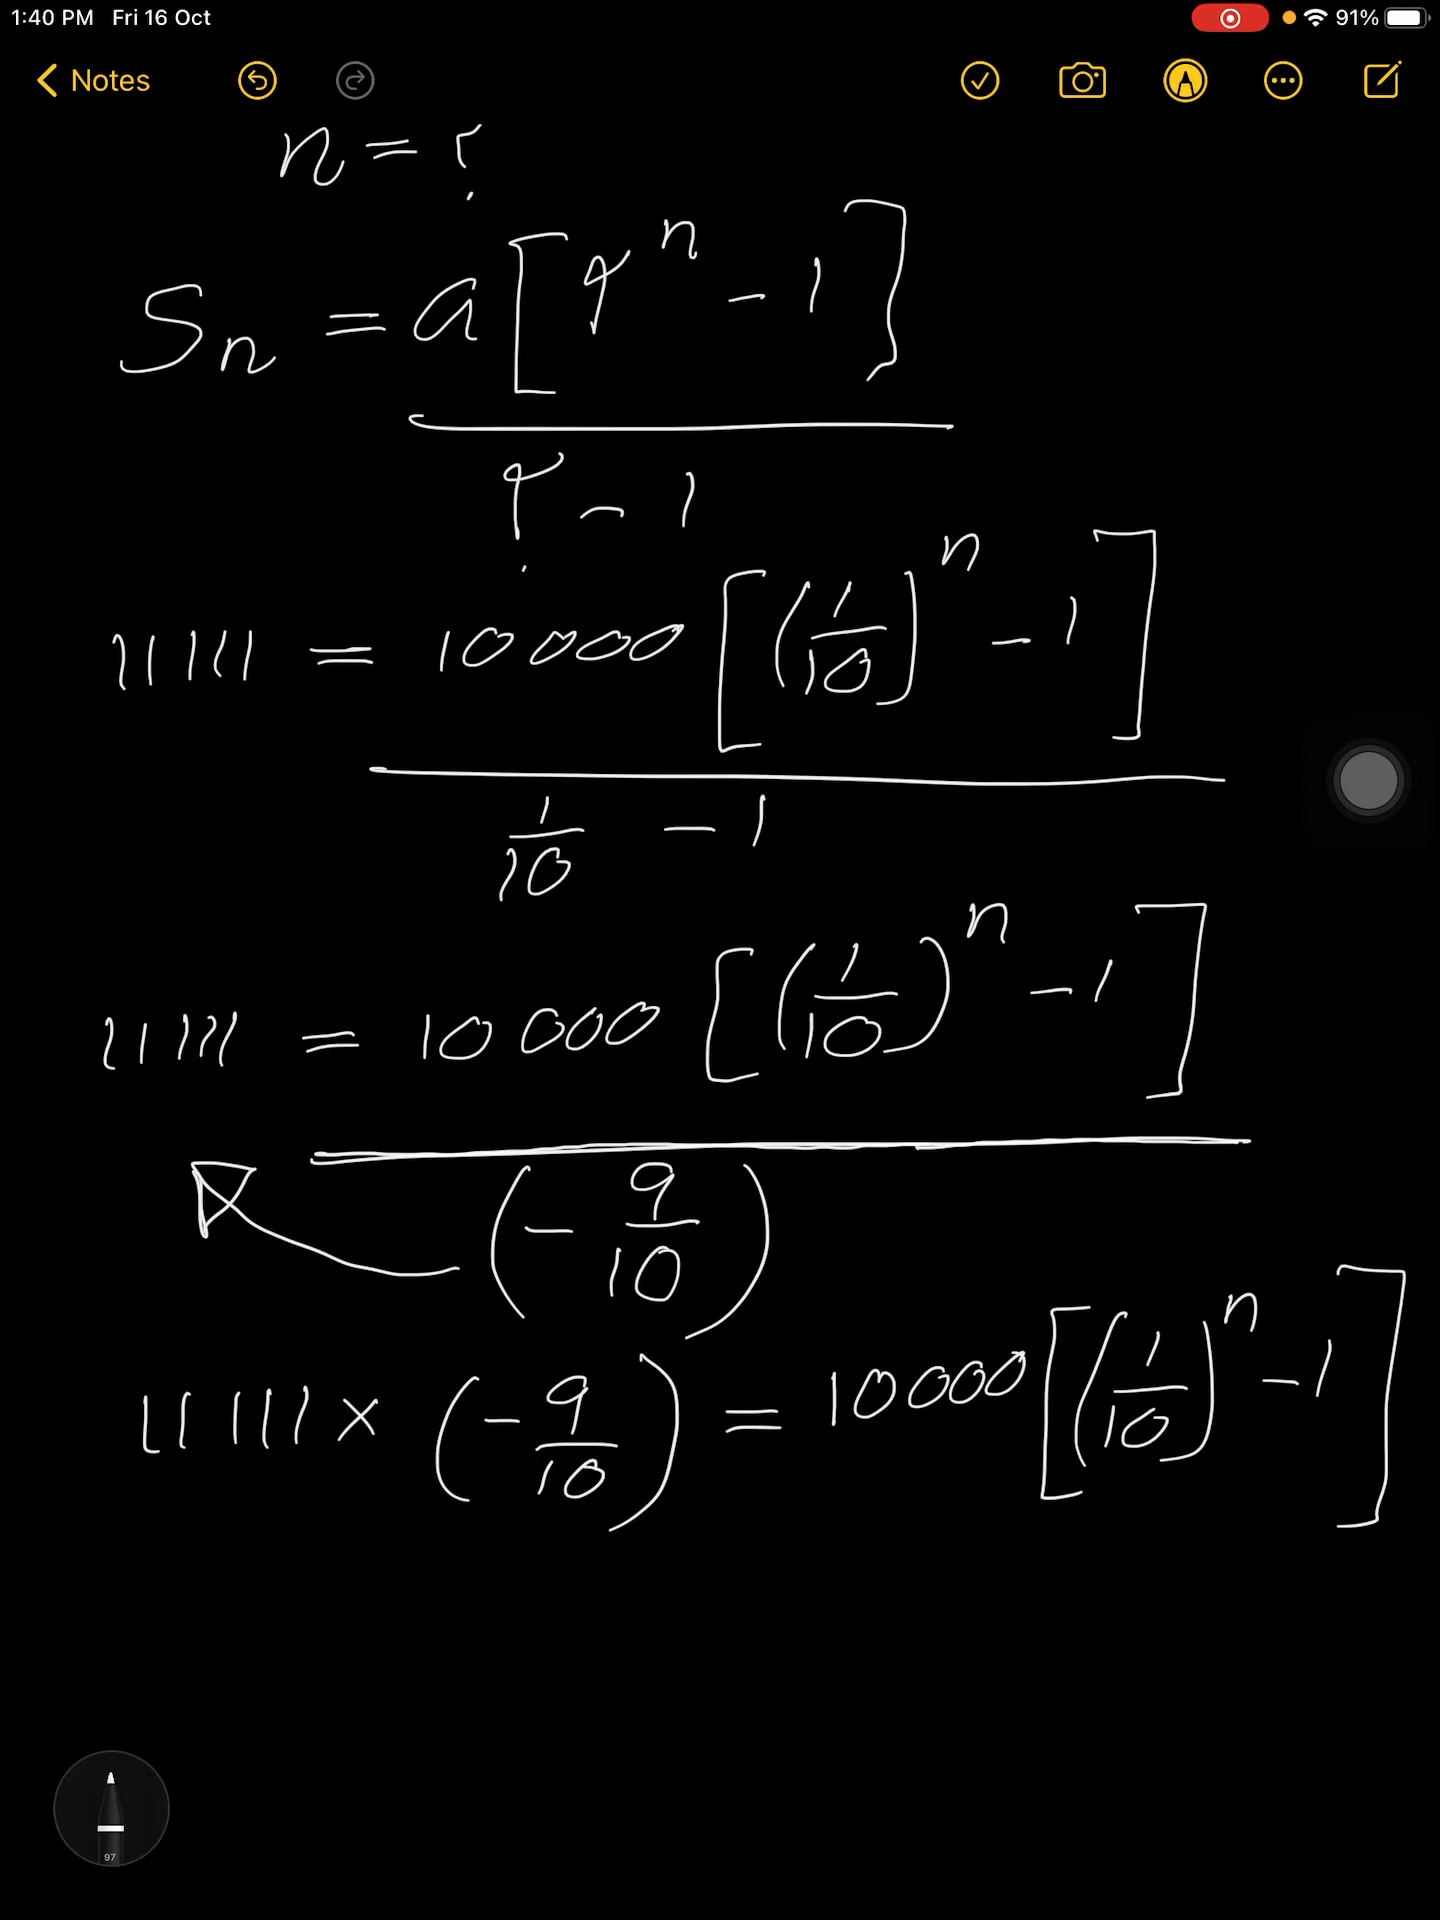 1:40 PM Fri 16 Oct 91%
Notes
n = ?
Sn = a[r^n - 1]
r - 1
11111 = 10000[(1/10)^n - 1]
1/10 - 1
11111 = 10000[(1/10)^n - 1]
(- 9/10)
11111 × (- 9/10) = 10000[(1/10)^n - 1]
97